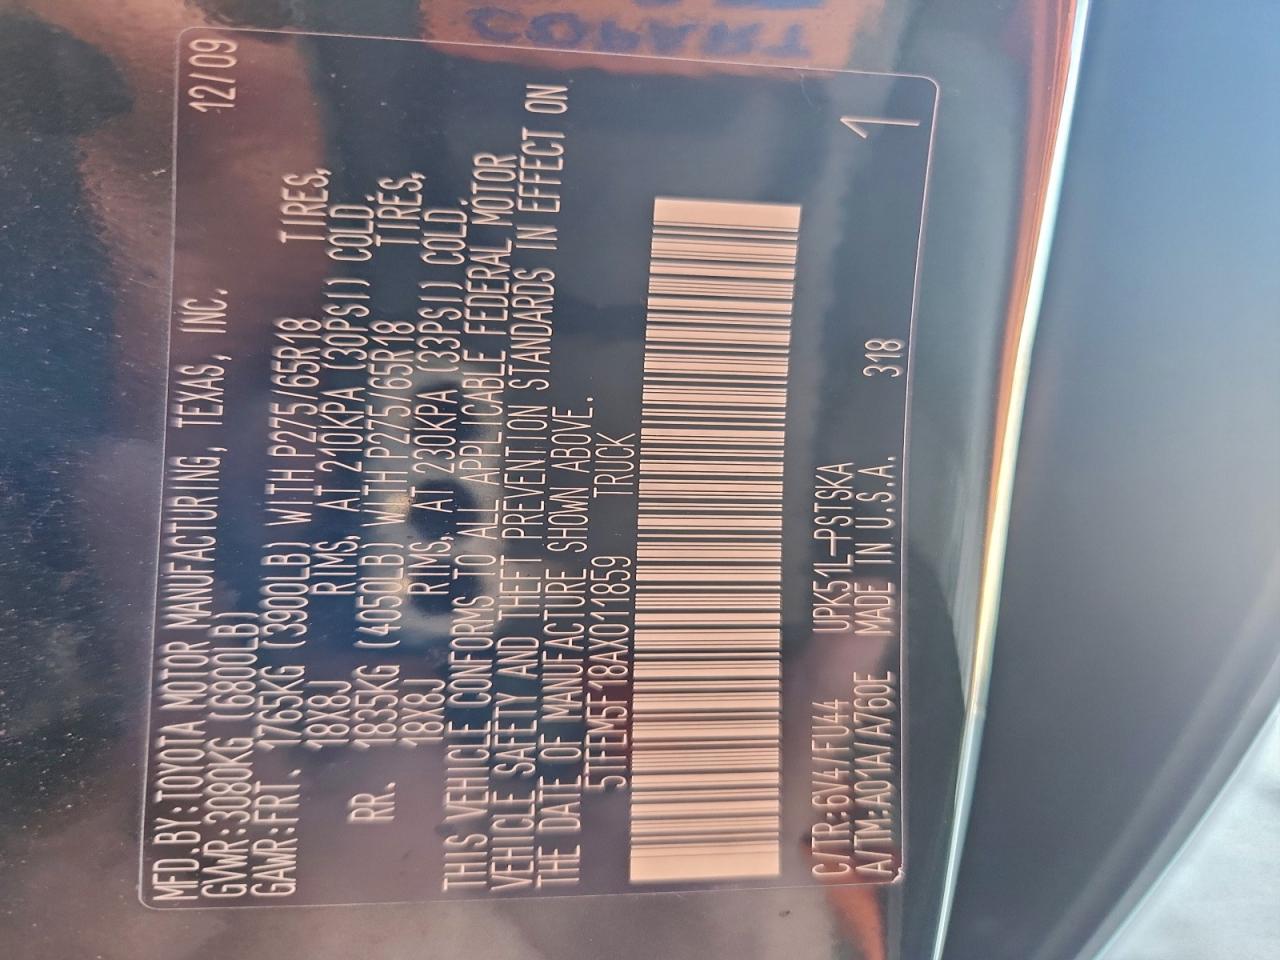 MFD.BY:TOYOTA MOTOR MANUFACTURING, TEXAS, INC. 12/09
GVWR:3080KG (6800LB)
GAWR:FRT. 1765KG (3900LB) WITH P275/65R18 TIRES,
18X8J RIMS, AT 210KPA (30PSI) COLD
RR. 1835KG (4050LB) WITH P275/65R18 TIRES,
18X8J RIMS, AT 230KPA (33PSI) COLD.
THIS VEHICLE CONFORMS TO ALL APPLICABLE FEDERAL MOTOR
VEHICLE SAFETY AND THEFT PREVENTION STANDARDS IN EFFECT ON
THE DATE OF MANUFACTURE SHOWN ABOVE.
5TFEM5F18AX011859 TRUCK
C/TR:6V4/FU44 UPK51L-PSTSKA
A/TM:A01A/A760E MADE IN U.S.A. 318 1
COPART